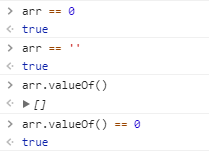 arr == 0
true
arr == ''
true
arr.valueOf()
[]
arr.valueOf() == 0
true